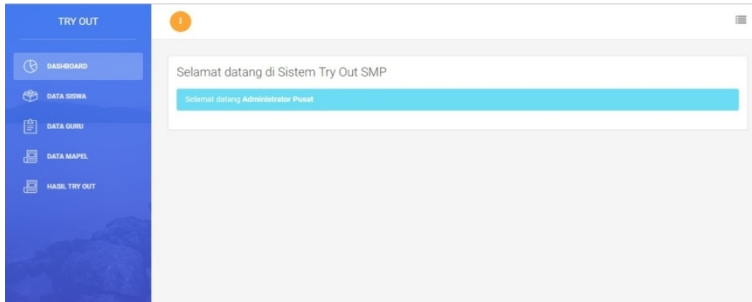 TRY OUT
DASHBOARD
DATA SISWA
DATA GURU
DATA MAPEL
HASIL TRY OUT
Selamat datang di Sistem Try Out SMP
Selamat datang Administrator Pusat